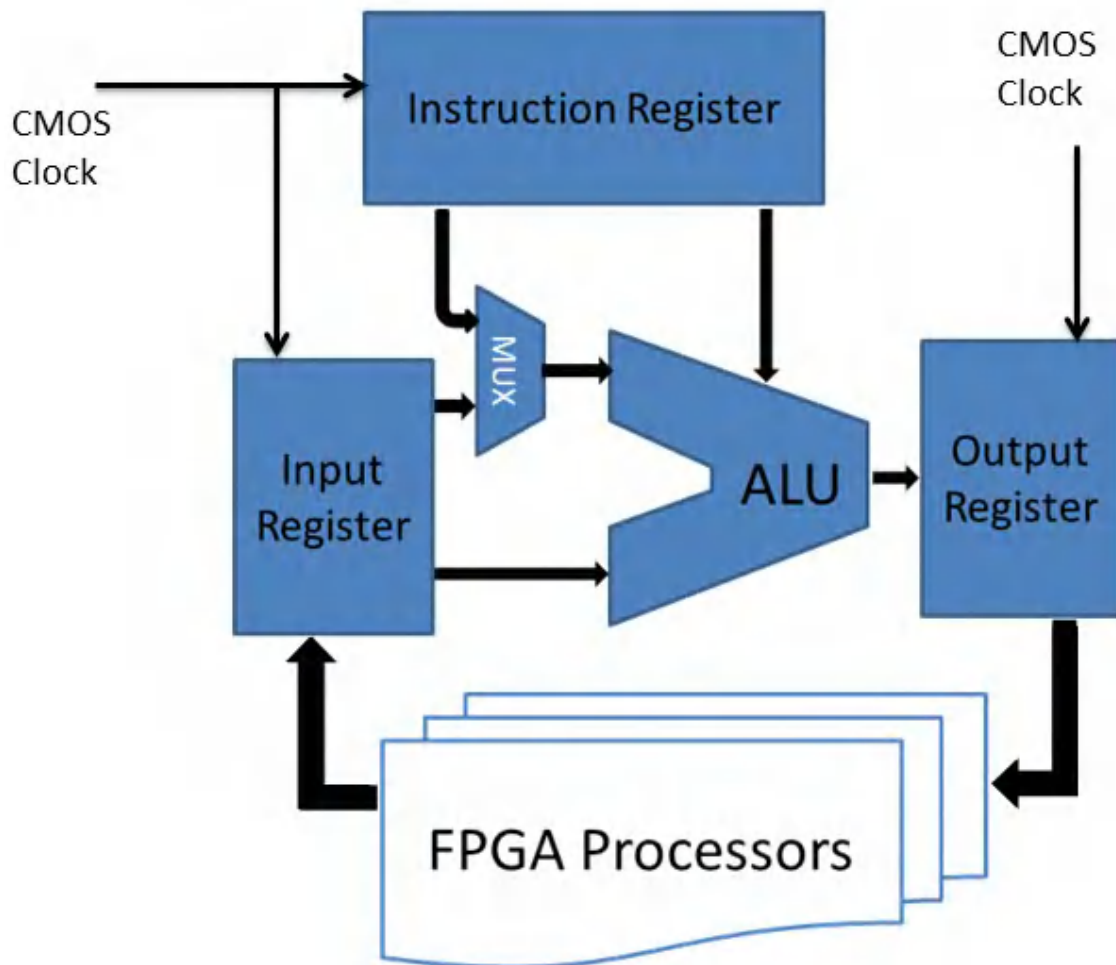 CMOS
Clock
Instruction Register
CMOS
Clock
MUX
Input
Register
ALU
Output
Register
FPGA Processors